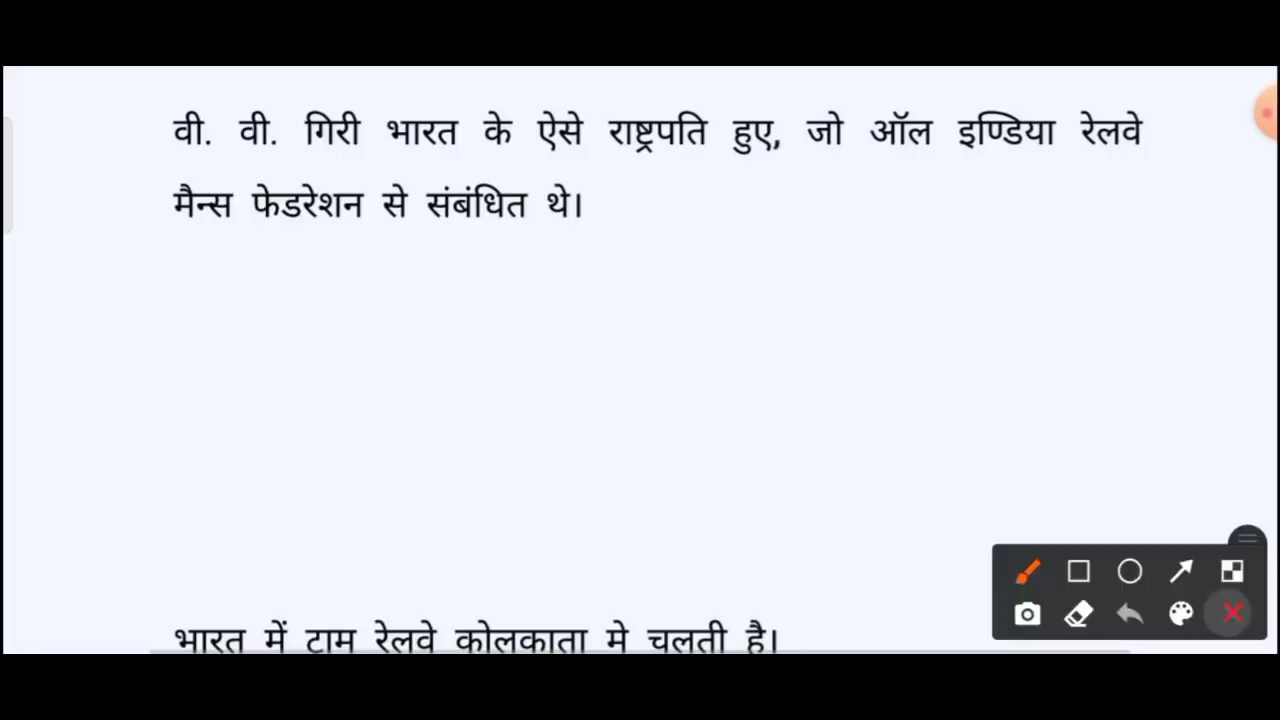 वी. वी. गिरी भारत के ऐसे राष्ट्रपति हुए, जो ऑल इण्डिया रेलवे
मैन्स फेडरेशन से संबंधित थे।
भारत में टाम रेलवे कोलकाता मे चलती है।